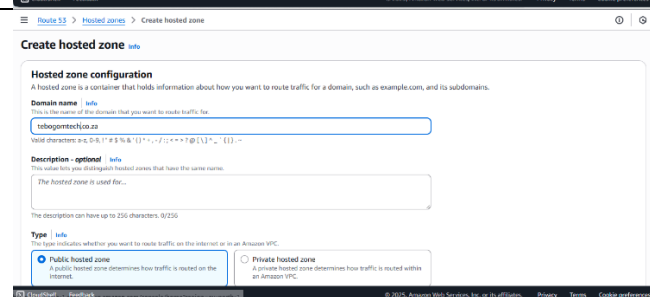 Route 53 > Hosted zones > Create hosted zone
Create hosted zone Info
Hosted zone configuration
A hosted zone is a container that holds information about how you want to route traffic for a domain, such as example.com, and its subdomains.
Domain name | Info
This is the name of the domain that you want to route traffic for.
tebogomtech.co.za
Valid characters: a-z, 0-9, ! " # $ % & ' ( ) * + , - / : ; < = > ? @ [ \ ] ^ _ ` { | } . ~
Description - optional | Info
This value lets you distinguish hosted zones that have the same name.
The hosted zone is used for...
The description can have up to 256 characters. 0/256
Type | Info
The type indicates whether you want to route traffic on the internet or in an Amazon VPC.
Public hosted zone
A public hosted zone determines how traffic is routed on the internet.
Private hosted zone
A private hosted zone determines how traffic is routed within an Amazon VPC.
CloudShell Feedback
© 2025, Amazon Web Services, Inc. or its affiliates. Privacy Terms Cookie preferences